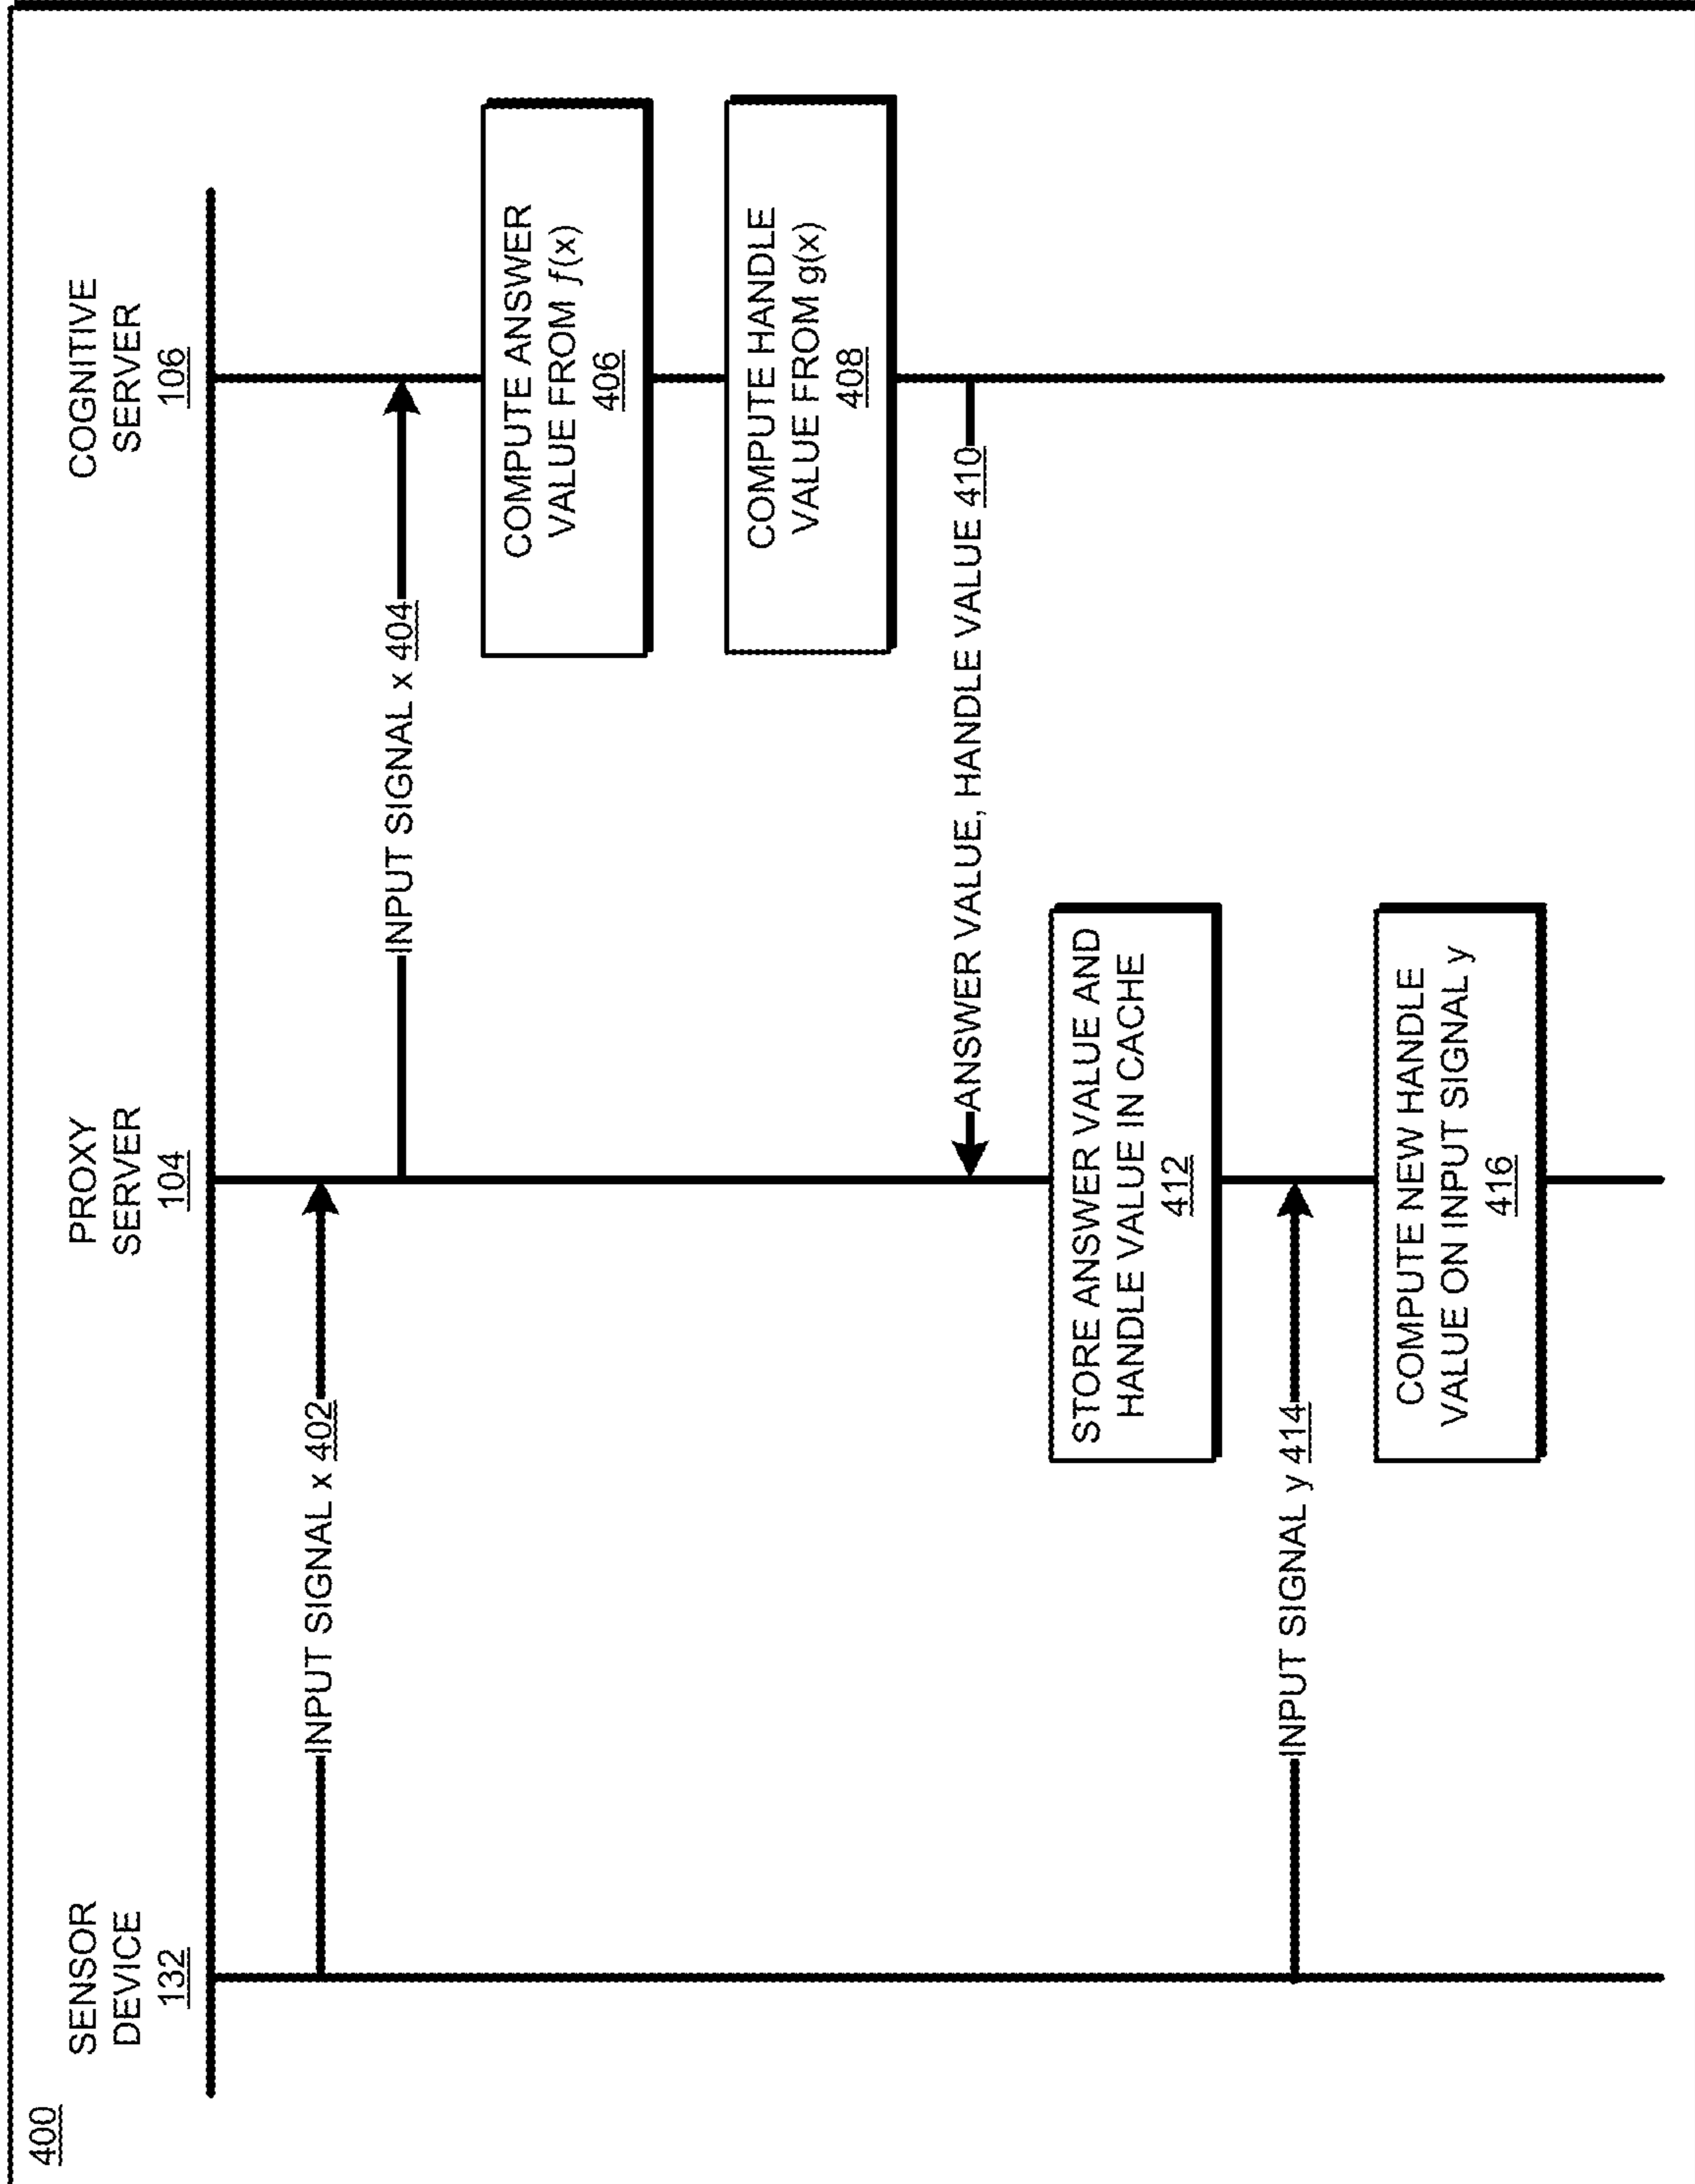 400
SENSOR
DEVICE
132
PROXY
SERVER
104
COGNITIVE
SERVER
106
INPUT SIGNAL x 402
INPUT SIGNAL x 404
COMPUTE ANSWER
VALUE FROM ƒ(x)
406
COMPUTE HANDLE
VALUE FROM g(x)
408
ANSWER VALUE, HANDLE VALUE 410
STORE ANSWER VALUE AND
HANDLE VALUE IN CACHE
412
INPUT SIGNAL y 414
COMPUTE NEW HANDLE
VALUE ON INPUT SIGNAL y
416